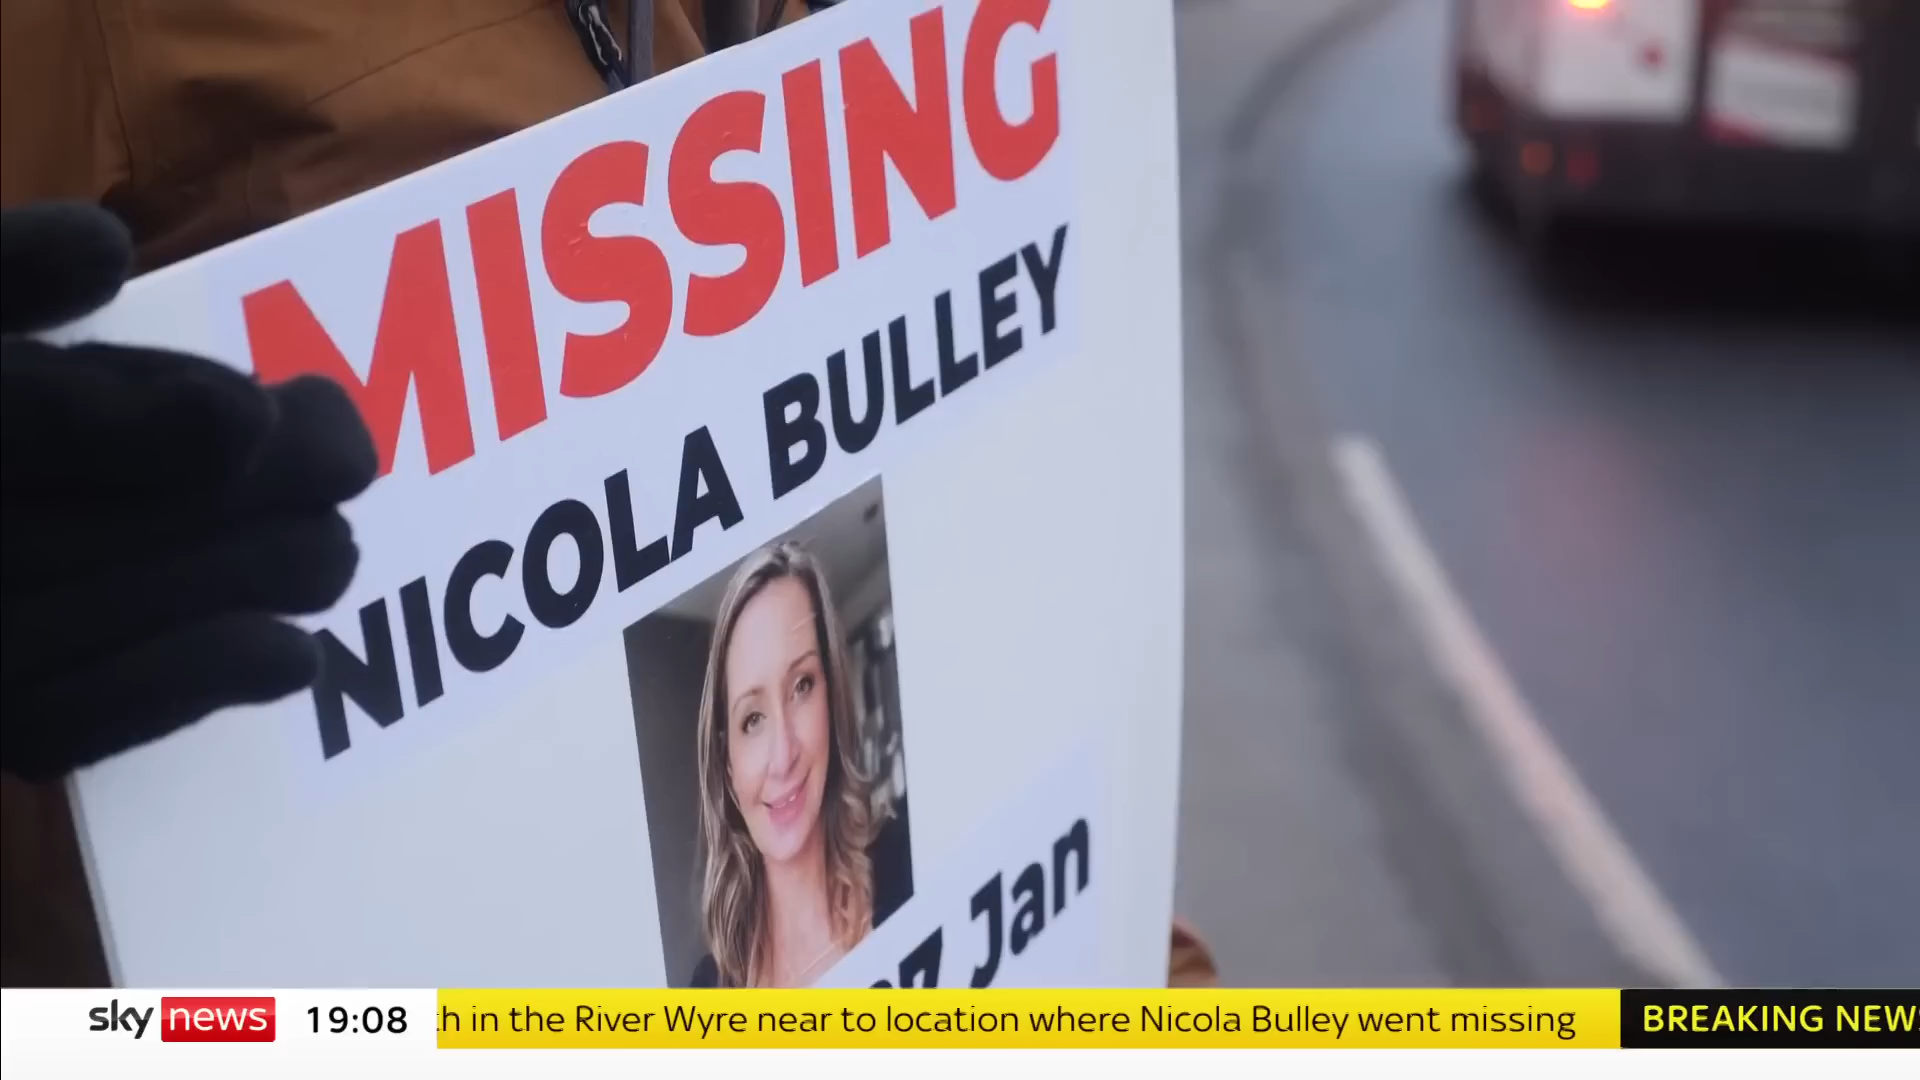 MISSING
NICOLA BULLEY
Jan
sky news 19:08 h in the River Wyre near to location where Nicola Bulley went missing BREAKING NEWS